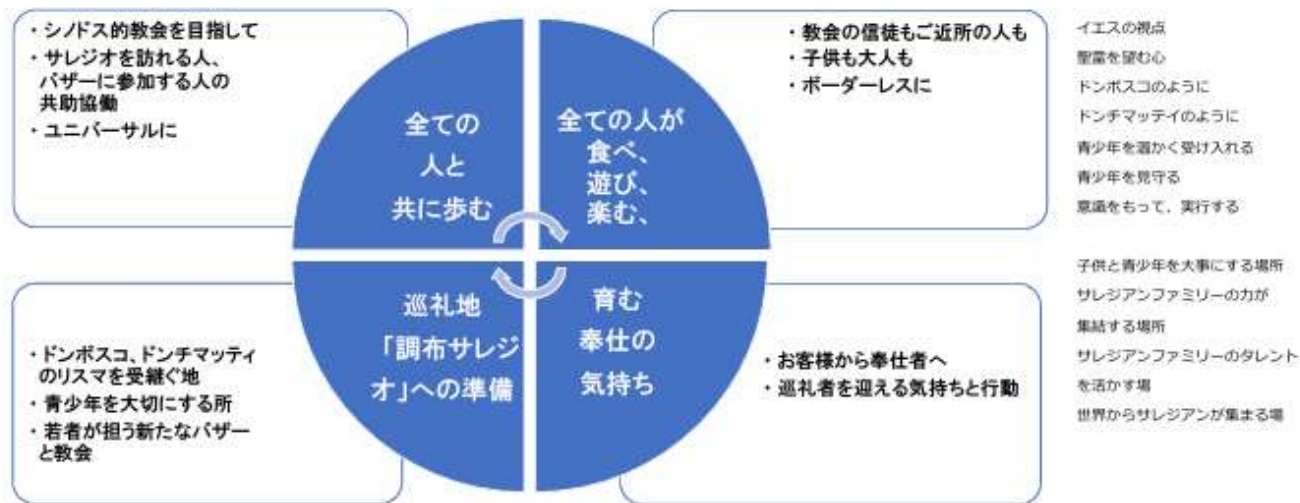 ・シノドス的教会を目指して
・サレジオを訪れる人、
バザーに参加する人の
共助協働
・ユニバーサルに
全ての
人と
共に歩む
全ての人が
食べ、
遊び、
楽む、
・教会の信徒もご近所の人も
・子供も大人も
・ボーダーレスに
・ドンボスコ、ドンチマッティ
のリスマを受継ぐ地
・青少年を大切にする所
・若者が担う新たなバザー
と教会
巡礼地
「調布サレジ
オ」への準備
育む
奉仕の
気持ち
・お客様から奉仕者へ
・巡礼者を迎える気持ちと行動
イエスの視点
聖霊を望む心
ドンボスコのように
ドンチマッテイのように
青少年を温かく受け入れる
青少年を見守る
意識をもって、実行する
子供と青少年を大事にする場所
サレジアンファミリーの力が
集結する場所
サレジアンファミリーのタレント
を活かす場
世界からサレジアンが集まる場